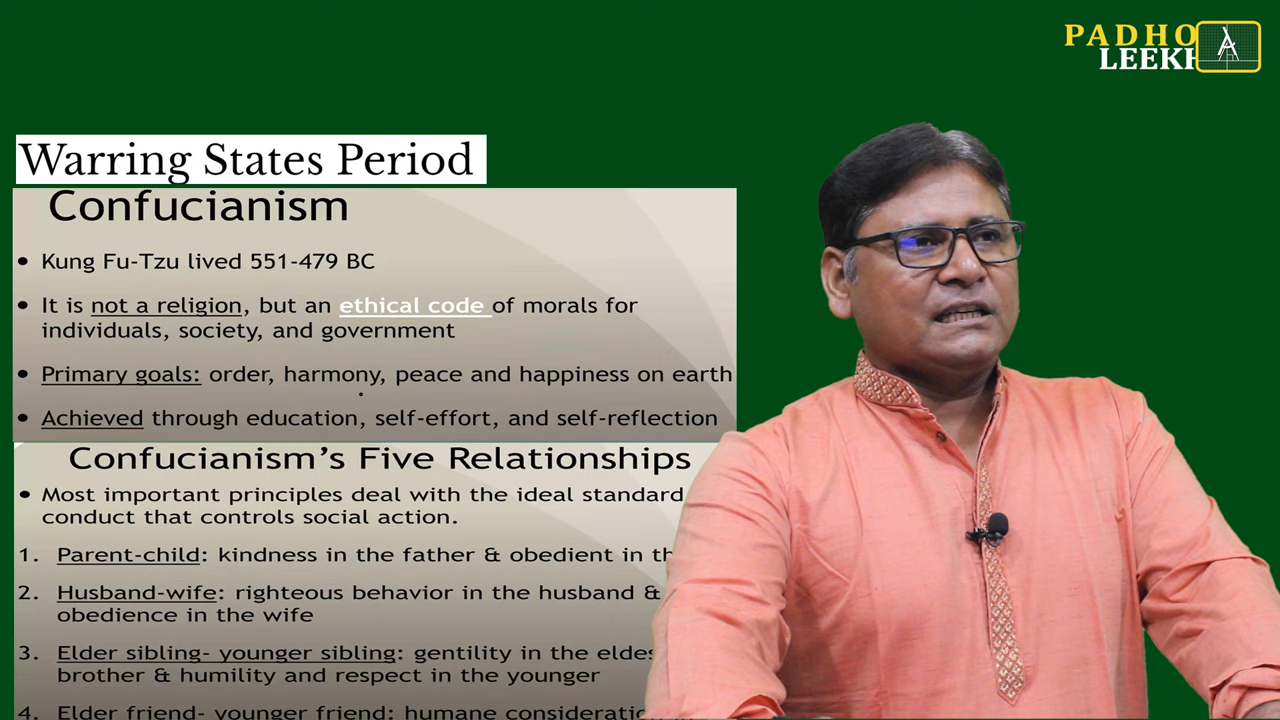 PADHO
LEEKH
Warring States Period
Confucianism
• Kung Fu-Tzu lived 551-479 BC
• It is not a religion, but an ethical code of morals for
individuals, society, and government
• Primary goals: order, harmony, peace and happiness on earth
• Achieved through education, self-effort, and self-reflection
Confucianism's Five Relationships
• Most important principles deal with the ideal standard
conduct that controls social action.
1. Parent-child: kindness in the father & obedient in
2. Husband-wife: righteous behavior in the husband &
obedience in the wife
3. Elder sibling- younger sibling: gentility in the
brother & humility and respect in the younger
4. Elder friend- younger friend: humane